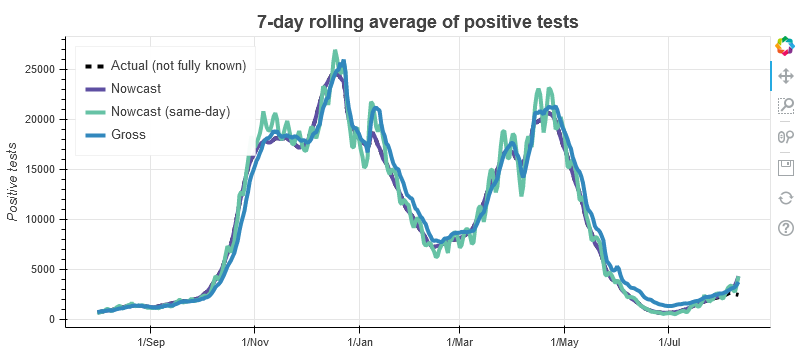 7-day rolling average of positive tests
Actual (not fully known)
Nowcast
Nowcast (same-day)
Gross
Positive tests
25000
20000
15000
10000
5000
0
1/Sep
1/Nov
1/Jan
1/Mar
1/May
1/Jul